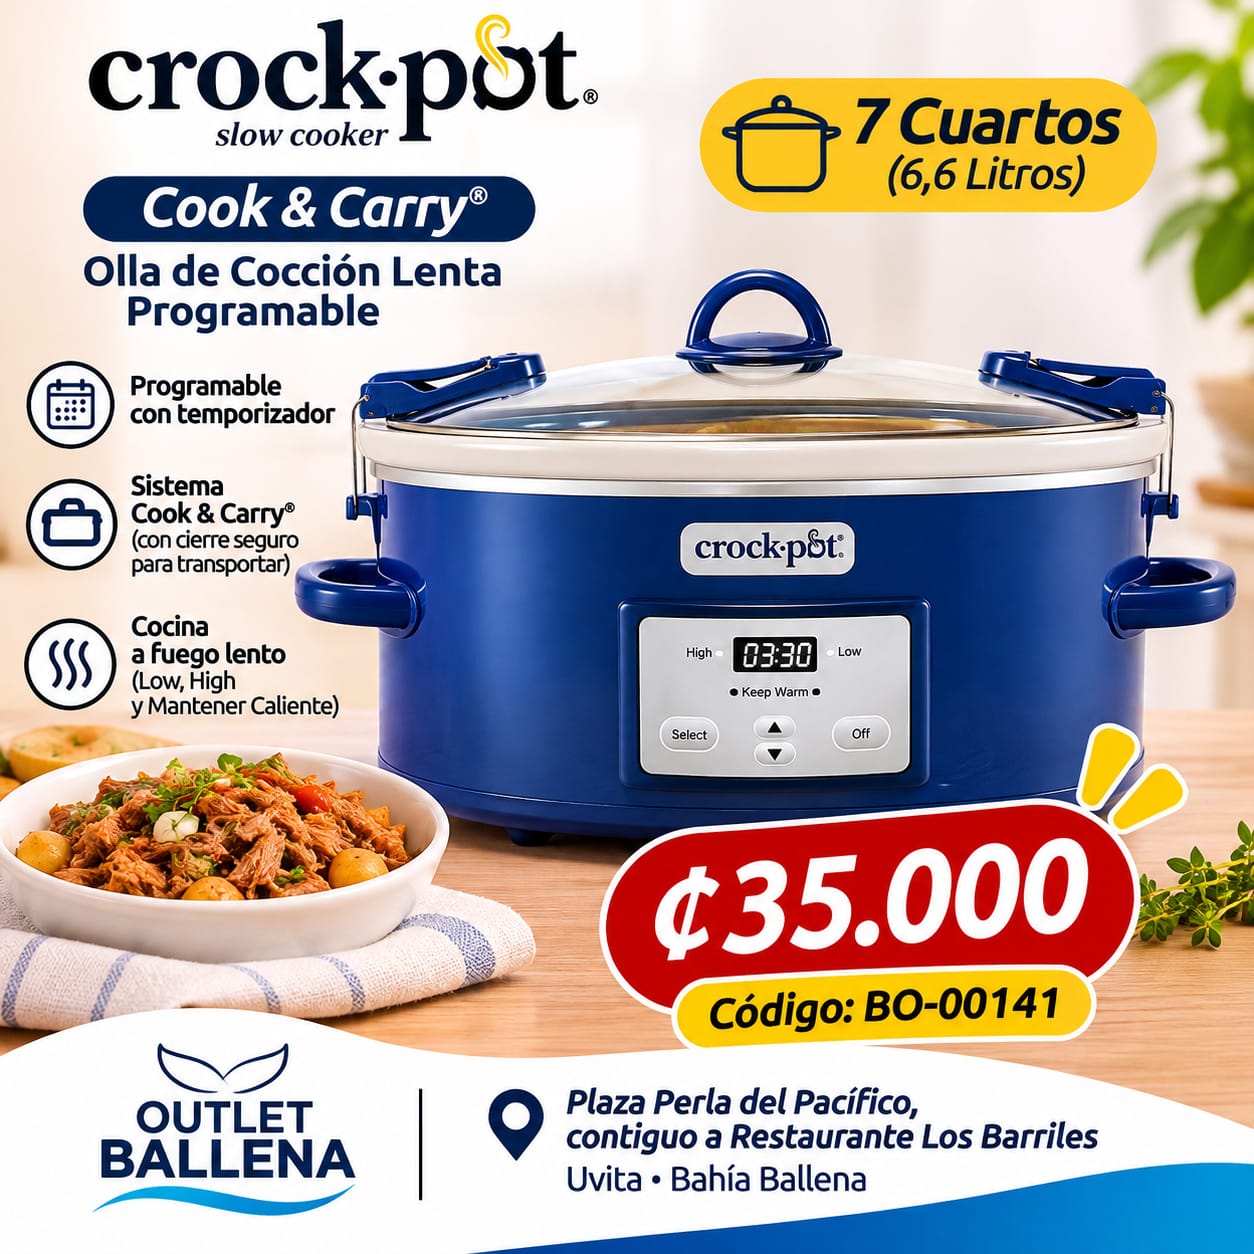 crock·pot®
slow cooker
Cook & Carry®
Olla de Cocción Lenta
Programable
7 Cuartos
(6,6 Litros)
Programable
con temporizador
Sistema
Cook & Carry®
(con cierre seguro
para transportar)
Cocina
a fuego lento
(Low, High
y Mantener Caliente)
crock·pot®
High 03:30 Low
Keep Warm
Select
Off
₡35.000
Código: BO-00141
OUTLET
BALLENA
Plaza Perla del Pacífico,
contiguo a Restaurante Los Barriles
Uvita • Bahía Ballena